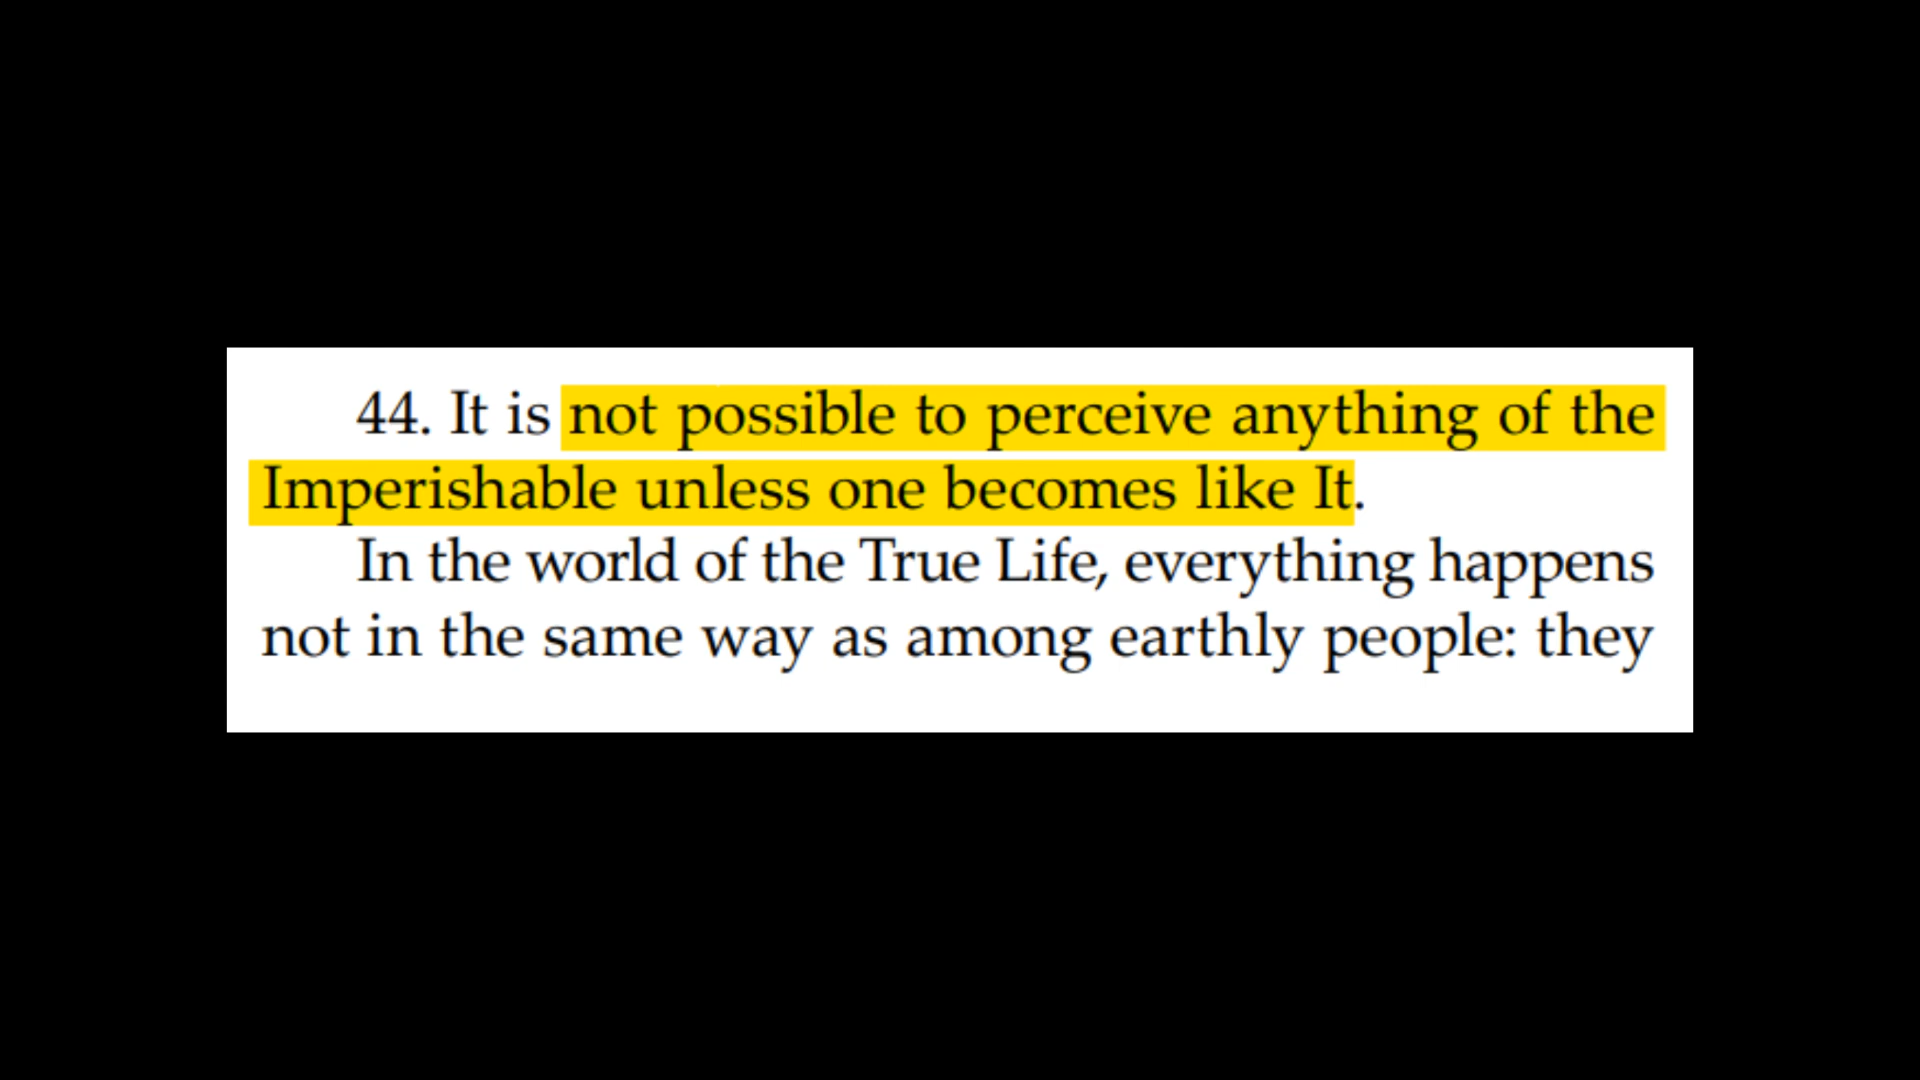 44. It is not possible to perceive anything of the
Imperishable unless one becomes like It.
In the world of the True Life, everything happens
not in the same way as among earthly people: they